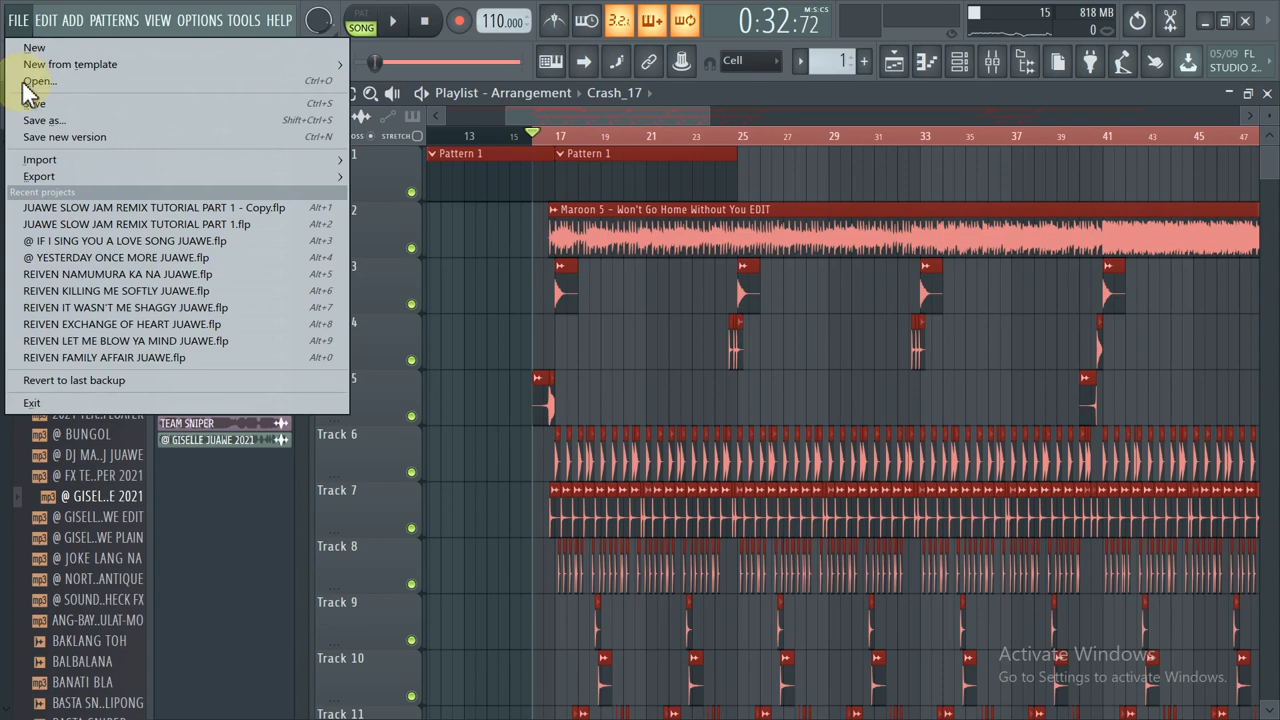 FILE EDIT ADD PATTERNS VIEW OPTIONS TOOLS HELP
PAT
SONG
110.000
3.2:
0:32:72
M:S:CS
15
818 MB
0
Cell
1
05/09 FL
STUDIO 2..
New
New from template
Open... Ctrl+O
Save Ctrl+S
Save as... Shift+Ctrl+S
Save new version Ctrl+N
Import
Export
Recent projects
JUAWE SLOW JAM REMIX TUTORIAL PART 1 - Copy.flp Alt+1
JUAWE SLOW JAM REMIX TUTORIAL PART 1.flp Alt+2
@ IF I SING YOU A LOVE SONG JUAWE.flp Alt+3
@ YESTERDAY ONCE MORE JUAWE.flp Alt+4
REIVEN NAMUMURA KA NA JUAWE.flp Alt+5
REIVEN KILLING ME SOFTLY JUAWE.flp Alt+6
REIVEN IT WASN'T ME SHAGGY JUAWE.flp Alt+7
REIVEN EXCHANGE OF HEART JUAWE.flp Alt+8
REIVEN LET ME BLOW YA MIND JUAWE.flp Alt+9
REIVEN FAMILY AFFAIR JUAWE.flp Alt+0
Revert to last backup
Exit
Playlist - Arrangement Crash_17
OSS STRETCH
13 15 17 19 21 23 25 27 29 31 33 35 37 39 41 43 45 47
1
Pattern 1 Pattern 1
2
Maroon 5 - Won't Go Home Without You EDIT
3
4
5
Track 6
Track 7
Track 8
Track 9
Track 10
Track 11
TEAM SNIPER
@ GISELLE JUAWE 2021
@ BUNGOL
@ DJ MA..J JUAWE
@ FX TE..PER 2021
@ GISEL..E 2021
@ GISELL..WE EDIT
@ GISEL..WE PLAIN
@ JOKE LANG NA
@ NORT..ANTIQUE
@ SOUND..HECK FX
ANG-BAY..ULAT-MO
BAKLANG TOH
BALBALANA
BANATI BLA
BASTA SN..LIPONG
Activate Windows
Go to Settings to activate Windows.